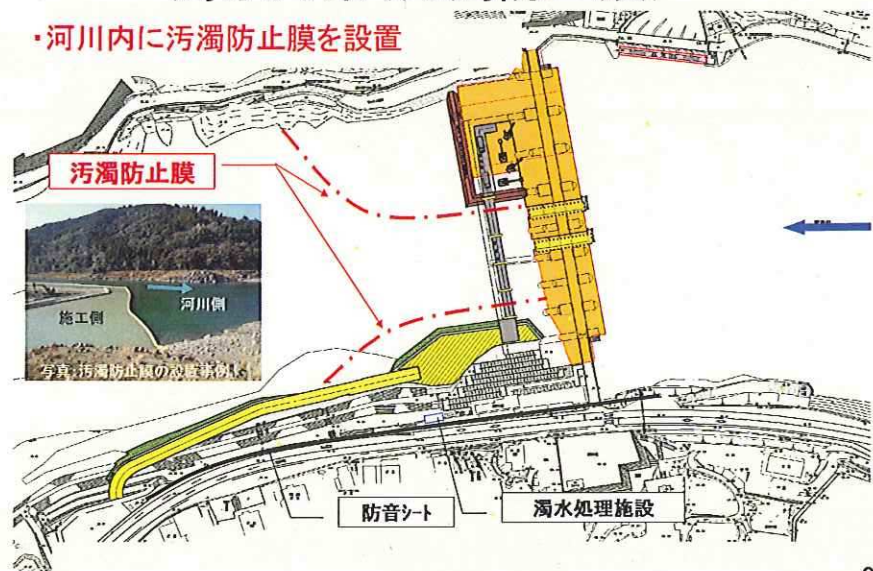 ・河川内に汚濁防止膜を設置
汚濁防止膜
河川側
施工側
写真:汚濁防止膜の設置事例
防音シート
濁水処理施設